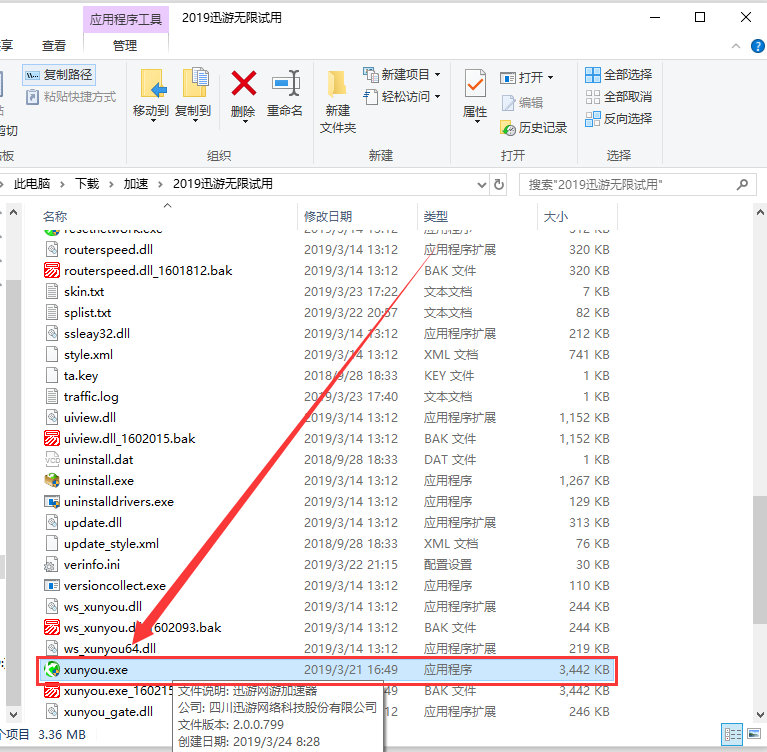 应用程序工具 2019迅游无限试用
享 查看 管理
复制路径
粘贴快捷方式
剪切
移动到 复制到 删除 重命名
新建
文件夹
新建项目
轻松访问
属性
打开
编辑
历史记录
全部选择
全部取消
反向选择
组织 新建 打开 选择
此电脑 › 下载 › 加速 › 2019迅游无限试用 搜索"2019迅游无限试用"
名称 修改日期 类型 大小
resetnetwork.exe 2019/3/14 13:12 应用程序 312 KB
routerspeed.dll 2019/3/14 13:12 应用程序扩展 320 KB
routerspeed.dll_1601812.bak 2019/3/14 13:12 BAK 文件 320 KB
skin.txt 2019/3/23 17:22 文本文档 7 KB
splist.txt 2019/3/22 20:57 文本文档 82 KB
ssleay32.dll 2019/3/14 13:12 应用程序扩展 212 KB
style.xml 2019/3/14 13:12 XML 文档 741 KB
ta.key 2018/9/28 18:33 KEY 文件 1 KB
traffic.log 2019/3/23 17:40 文本文档 1 KB
uiview.dll 2019/3/14 13:12 应用程序扩展 1,152 KB
uiview.dll_1602015.bak 2019/3/14 13:12 BAK 文件 1,152 KB
uninstall.dat 2018/9/28 18:33 DAT 文件 1 KB
uninstall.exe 2019/3/14 13:12 应用程序 1,267 KB
uninstalldrivers.exe 2019/3/14 13:12 应用程序 129 KB
update.dll 2019/3/14 13:12 应用程序扩展 313 KB
update_style.xml 2018/9/28 18:33 XML 文档 76 KB
verinfo.ini 2019/3/22 21:15 配置设置 30 KB
versioncollect.exe 2019/3/14 13:12 应用程序 110 KB
ws_xunyou.dll 2019/3/14 13:12 应用程序扩展 244 KB
ws_xunyou.dll_1602093.bak 2019/3/14 13:12 BAK 文件 244 KB
ws_xunyou64.dll 2019/3/14 13:12 应用程序扩展 219 KB
xunyou.exe 2019/3/21 16:49 应用程序 3,442 KB
xunyou.exe_160215 49 BAK 文件 3,442 KB
xunyou_gate.dll 12 应用程序扩展 246 KB
文件说明: 迅游网游加速器
公司: 四川迅游网络科技股份有限公司
文件版本: 2.0.0.799
创建日期: 2019/3/24 8:28
个项目 3.36 MB